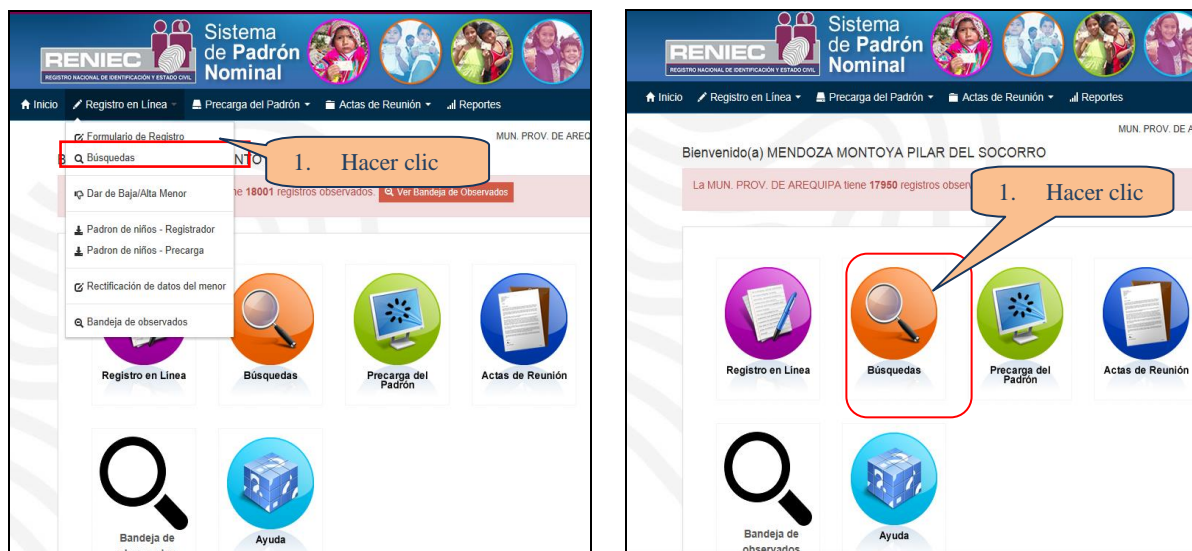 Sistema
de Padrón
Nominal
RENIEC
REGISTRO NACIONAL DE IDENTIFICACIÓN Y ESTADO CIVIL
Inicio Registro en Línea Precarga del Padrón Actas de Reunión Reportes
Formulario de Registro
MUN. PROV. DE AREQ
Búsquedas
NTO
1. Hacer clic
Dar de Baja/Alta Menor
ne 18001 registros observados. Ver Bandeja de Observados
Padron de niños - Registrador
Padron de niños - Precarga
Rectificación de datos del menor
Bandeja de observados
Registro en Linea
Búsquedas
Precarga del
Padrón
Actas de Reunión
Bandeja de
Ayuda
Sistema
de Padrón
Nominal
RENIEC
REGISTRO NACIONAL DE IDENTIFICACIÓN Y ESTADO CIVIL
Inicio Registro en Línea Precarga del Padrón Actas de Reunión Reportes
MUN. PROV. DE A
Bienvenido(a) MENDOZA MONTOYA PILAR DEL SOCORRO
La MUN. PROV. DE AREQUIPA tiene 17950 registros obser
1. Hacer clic
Registro en Linea
Búsquedas
Precarga del
Padrón
Actas de Reunión
Bandeja de
observados
Ayuda